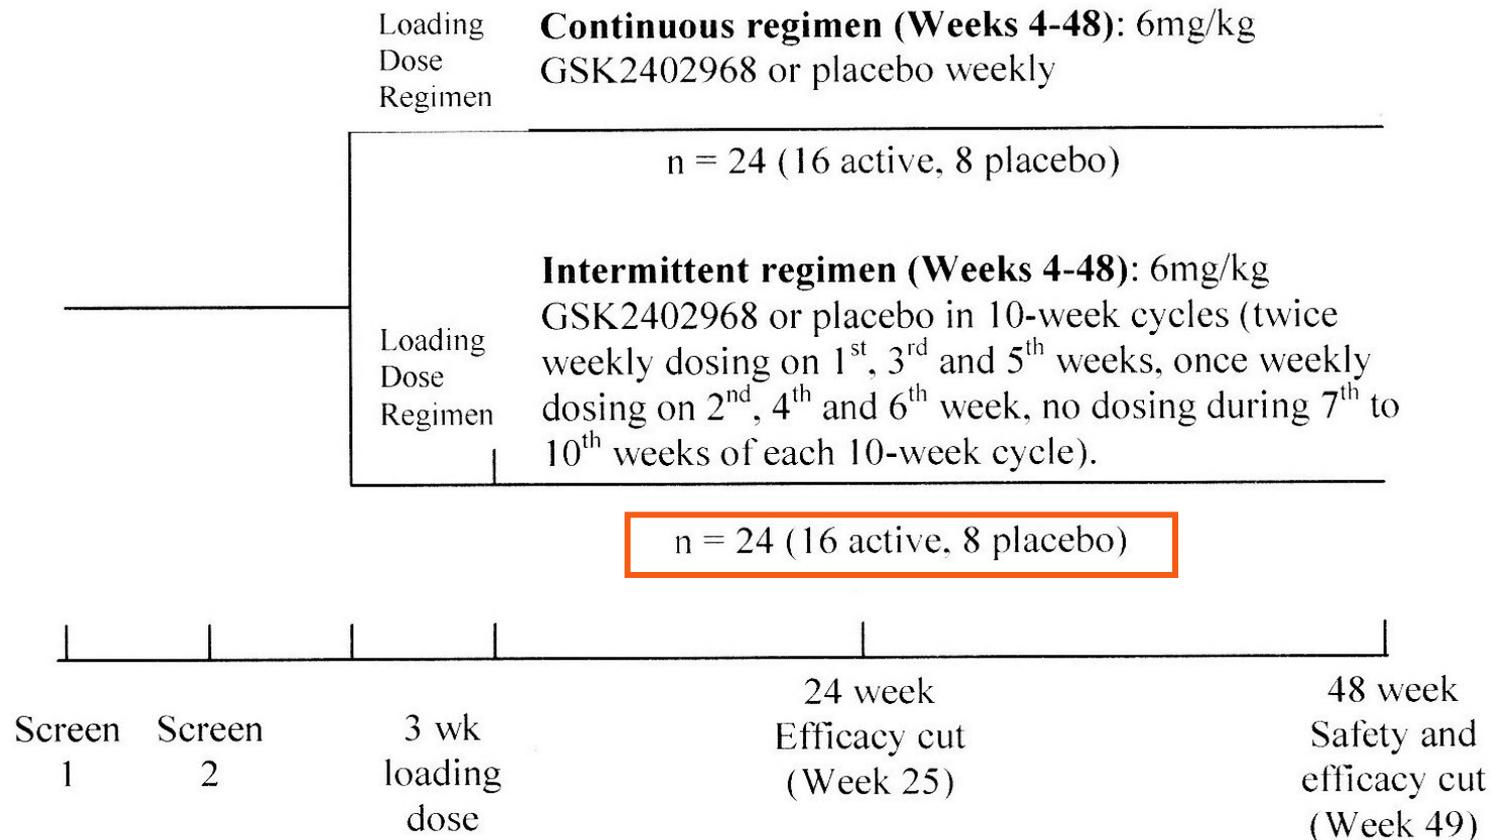 Loading
Dose
Regimen
Continuous regimen (Weeks 4-48): 6mg/kg
GSK2402968 or placebo weekly
n = 24 (16 active, 8 placebo)
Loading
Dose
Regimen
Intermittent regimen (Weeks 4-48): 6mg/kg
GSK2402968 or placebo in 10-week cycles (twice
weekly dosing on 1st, 3rd and 5th weeks, once weekly
dosing on 2nd, 4th and 6th week, no dosing during 7th to
10th weeks of each 10-week cycle).
n = 24 (16 active, 8 placebo)
Screen
1
Screen
2
3 wk
loading
dose
24 week
Efficacy cut
(Week 25)
48 week
Safety and
efficacy cut
(Week 49)